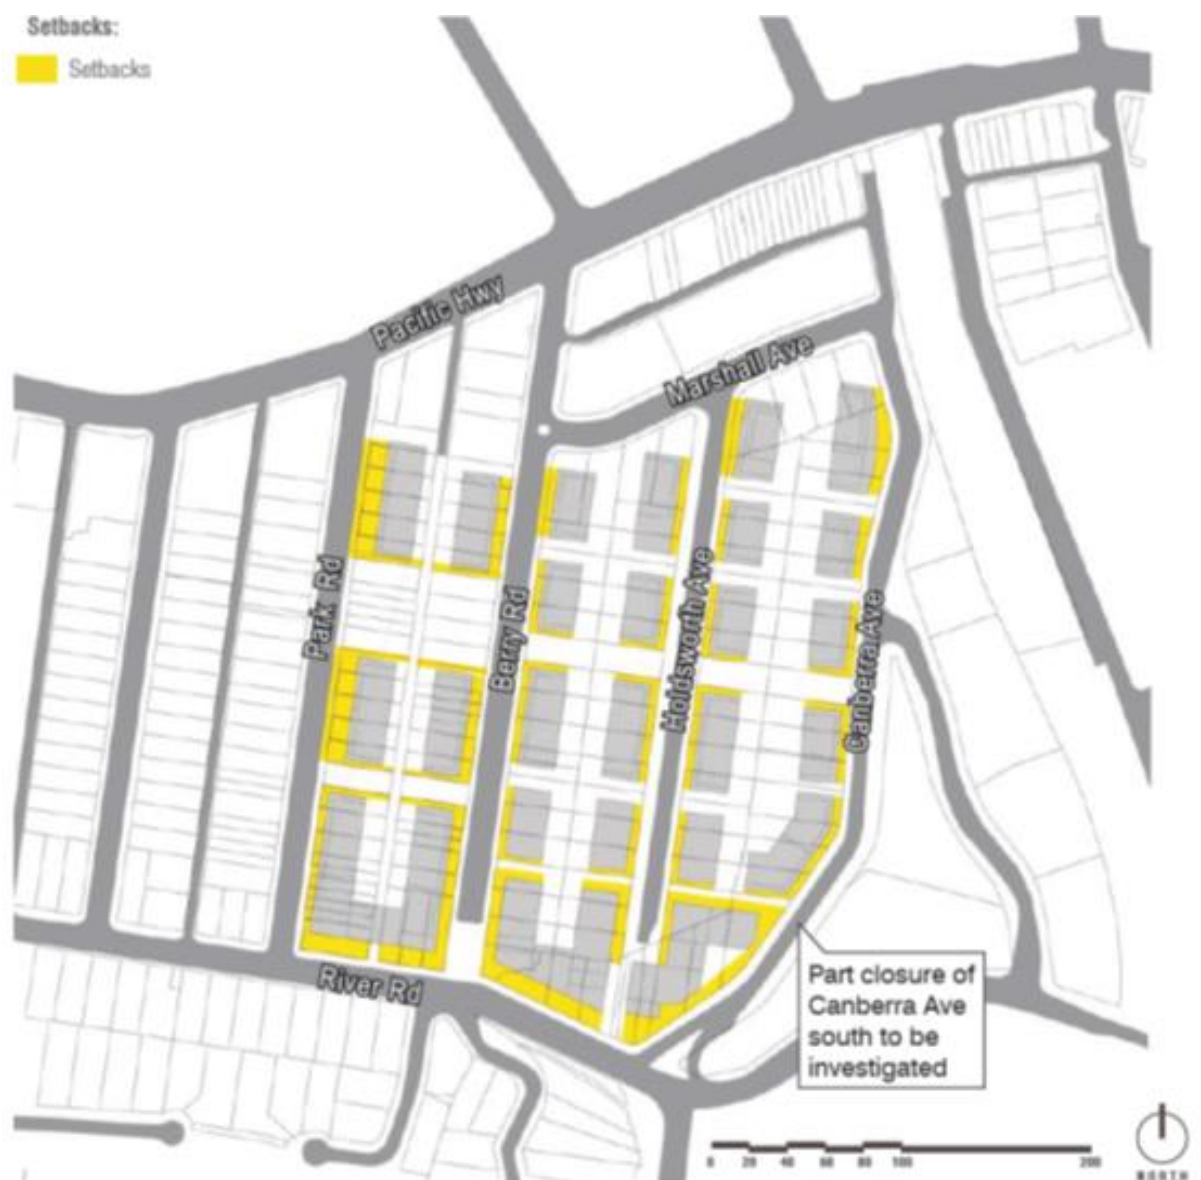 Setbacks:
Setbacks
Pacific Hwy
Marshall Ave
Park Rd
Berry Rd
Holdsworth Ave
Canberra Ave
River Rd
Part closure of
Canberra Ave
south to be
investigated
0 20 40 60 80 100 200
NORTH